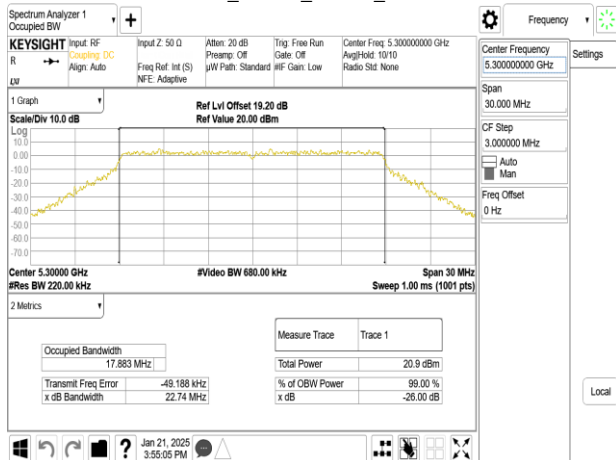 Spectrum Analyzer 1
Occupied BW
+
Frequency
KEYSIGHT
R
Input: RF
Coupling: DC
Align: Auto
Input Z: 50 Ω
Freq Ref: Int (S)
NFE: Adaptive
Atten: 20 dB
Preamp: Off
µW Path: Standard
Trig: Free Run
Gate: Off
#IF Gain: Low
Center Freq: 5.300000000 GHz
Avg|Hold: 10/10
Radio Std: None
Center Frequency
5.300000000 GHz
Settings
Span
30.000 MHz
CF Step
3.000000 MHz
Auto
Man
Freq Offset
0 Hz
Local
1 Graph
Scale/Div 10.0 dB
Ref Lvl Offset 19.20 dB
Ref Value 20.00 dBm
Log
10.0
0.00
-10.0
-20.0
-30.0
-40.0
-50.0
-60.0
-70.0
Center 5.30000 GHz
#Video BW 680.00 kHz
Span 30 MHz
#Res BW 220.00 kHz
Sweep 1.00 ms (1001 pts)
2 Metrics
Measure Trace
Trace 1
Occupied Bandwidth
17.883 MHz
Total Power
20.9 dBm
Transmit Freq Error
-49.188 kHz
% of OBW Power
99.00 %
x dB Bandwidth
22.74 MHz
x dB
-26.00 dB
?
Jan 21, 2025
3:55:05 PM